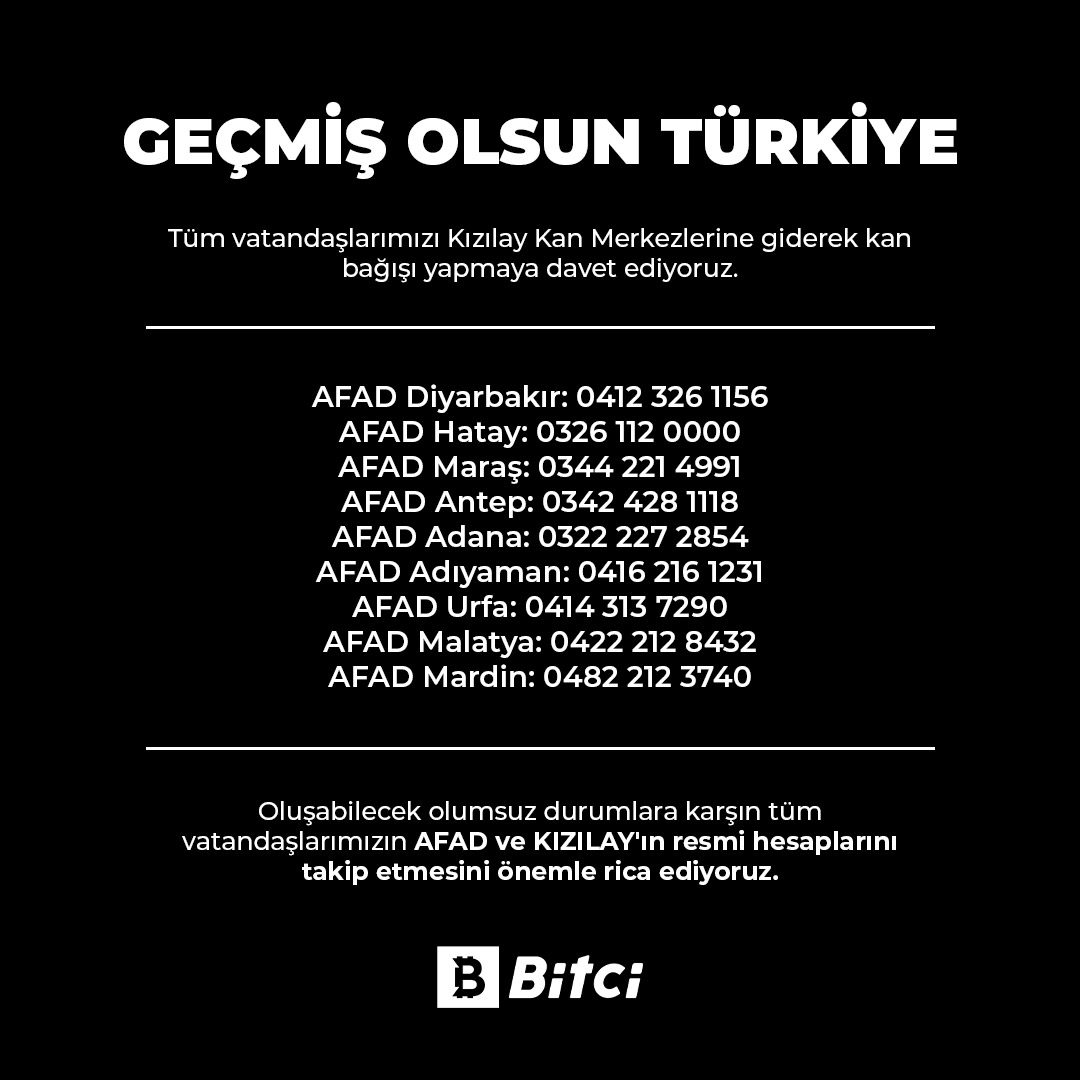 GEÇMİŞ OLSUN TÜRKİYE
Tüm vatandaşlarımızı Kızılay Kan Merkezlerine giderek kan
bağışı yapmaya davet ediyoruz.
AFAD Diyarbakır: 0412 326 1156
AFAD Hatay: 0326 112 0000
AFAD Maraş: 0344 221 4991
AFAD Antep: 0342 428 1118
AFAD Adana: 0322 227 2854
AFAD Adıyaman: 0416 216 1231
AFAD Urfa: 0414 313 7290
AFAD Malatya: 0422 212 8432
AFAD Mardin: 0482 212 3740
Oluşabilecek olumsuz durumlara karşın tüm
vatandaşlarımızın AFAD ve KIZILAY'ın resmi hesaplarını
takip etmesini önemle rica ediyoruz.
Bitci